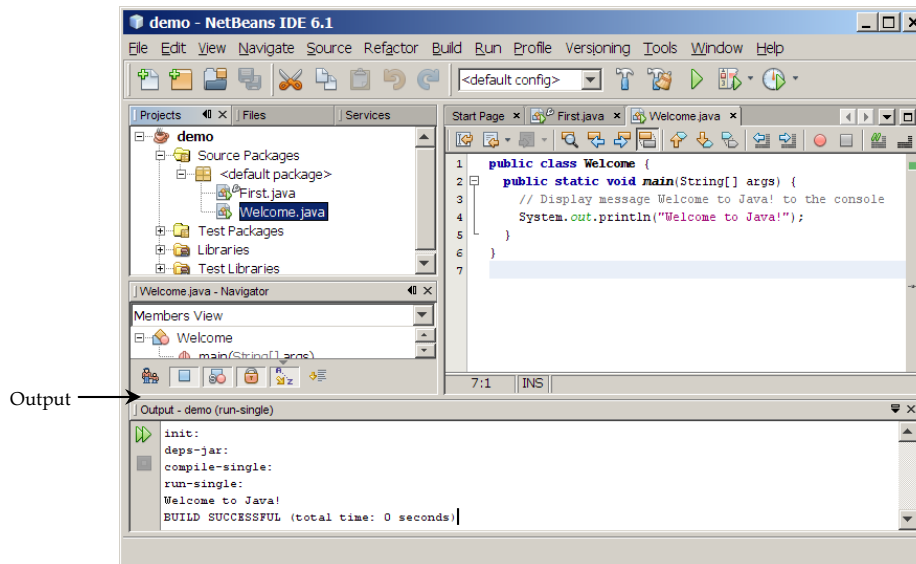 demo - NetBeans IDE 6.1
File Edit View Navigate Source Refactor Build Run Profile Versioning Tools Window Help
<default config>
Projects Files Services
demo
Source Packages
<default package>
First.java
Welcome.java
Test Packages
Libraries
Test Libraries
Welcome.java - Navigator
Members View
Welcome
main(String[] args)
Start Page First.java Welcome.java
1 public class Welcome {
2 public static void main(String[] args) {
3 // Display message Welcome to Java! to the console
4 System.out.println("Welcome to Java!");
5 }
6 }
7
7:1 INS
Output
Output - demo (run-single)
init:
deps-jar:
compile-single:
run-single:
Welcome to Java!
BUILD SUCCESSFUL (total time: 0 seconds)